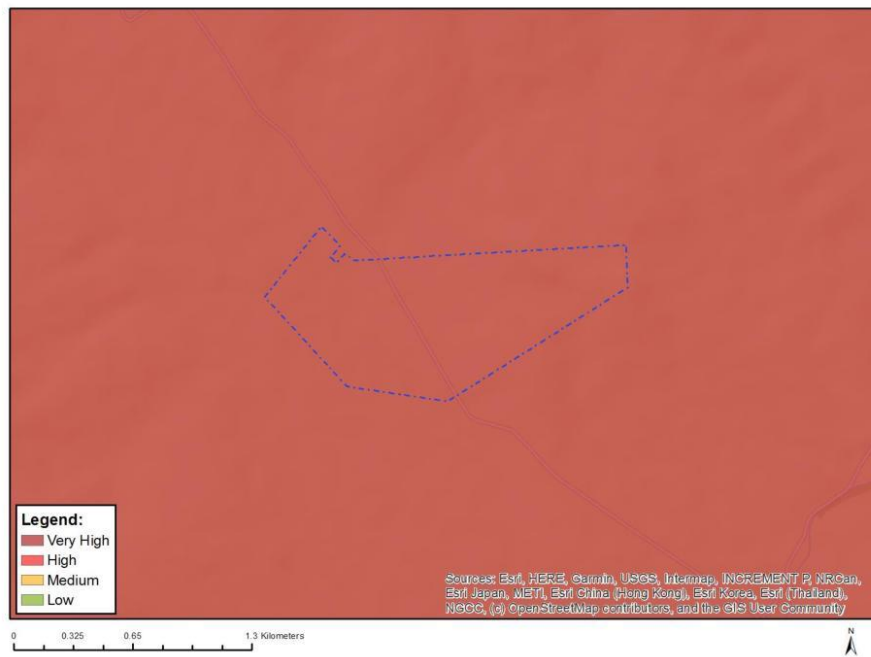 Legend:
Very High
High
Medium
Low
Sources: Esri, HERE, Garmin, USGS, Intermap, INCREMENT P, NRCan,
Esri Japan, METI, Esri China (Hong Kong), Esri Korea, Esri (Thailand),
NGCC, (c) OpenStreetMap contributors, and the GIS User Community
0 0.325 0.65 1.3 Kilometers
N